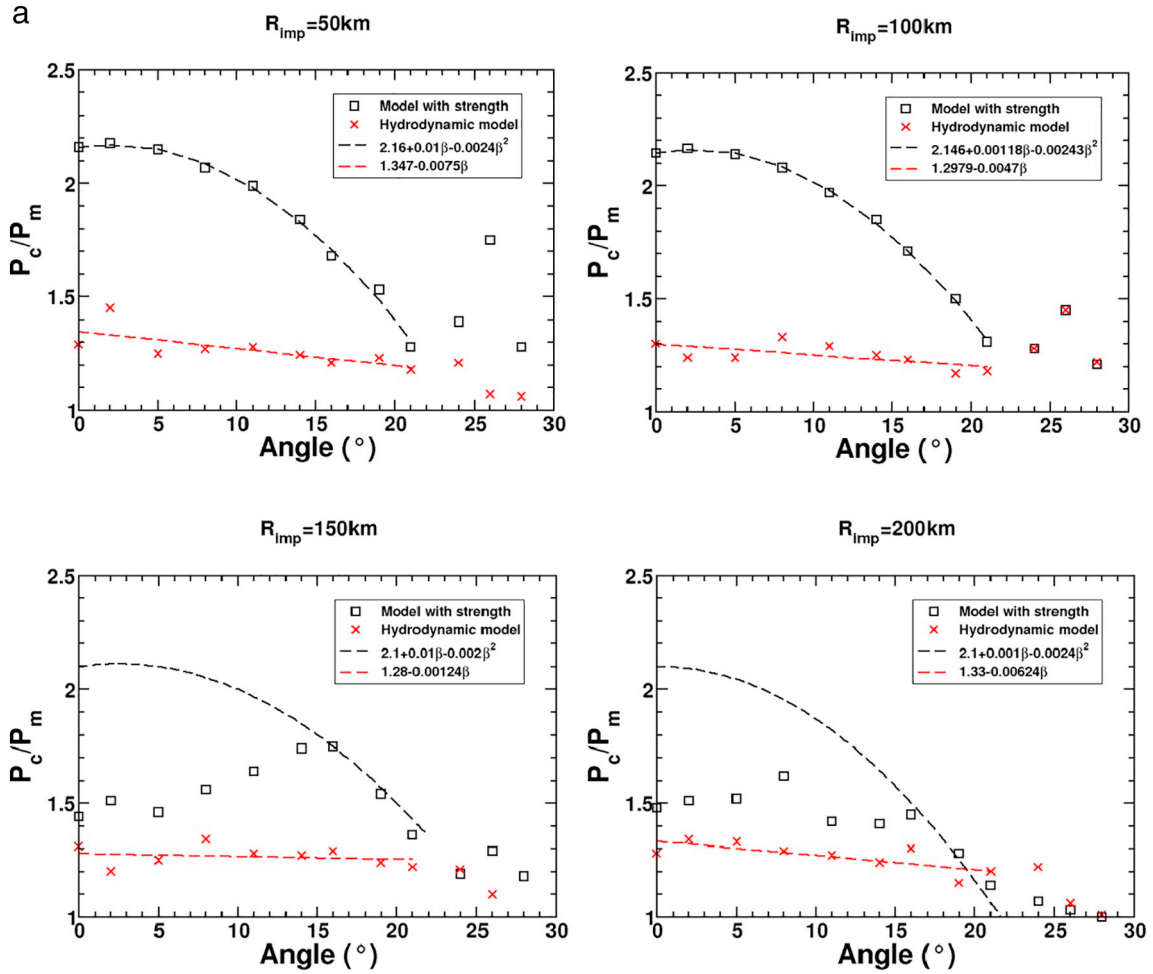 a
R_imp=50km
2.5
2
1.5
1
P_c/P_m
Model with strength
Hydrodynamic model
2.16+0.01β-0.0024β²
1.347-0.0075β
0 5 10 15 20 25 30
Angle (°)
R_imp=100km
2.5
2
1.5
1
P_c/P_m
Model with strength
Hydrodynamic model
2.146+0.00118β-0.00243β²
1.2979-0.0047β
0 5 10 15 20 25 30
Angle (°)
R_imp=150km
2.5
2
1.5
1
P_c/P_m
Model with strength
Hydrodynamic model
2.1+0.01β-0.002β²
1.28-0.00124β
0 5 10 15 20 25 30
Angle (°)
R_imp=200km
2.5
2
1.5
1
P_c/P_m
Model with strength
Hydrodynamic model
2.1+0.001β-0.0024β²
1.33-0.00624β
0 5 10 15 20 25 30
Angle (°)